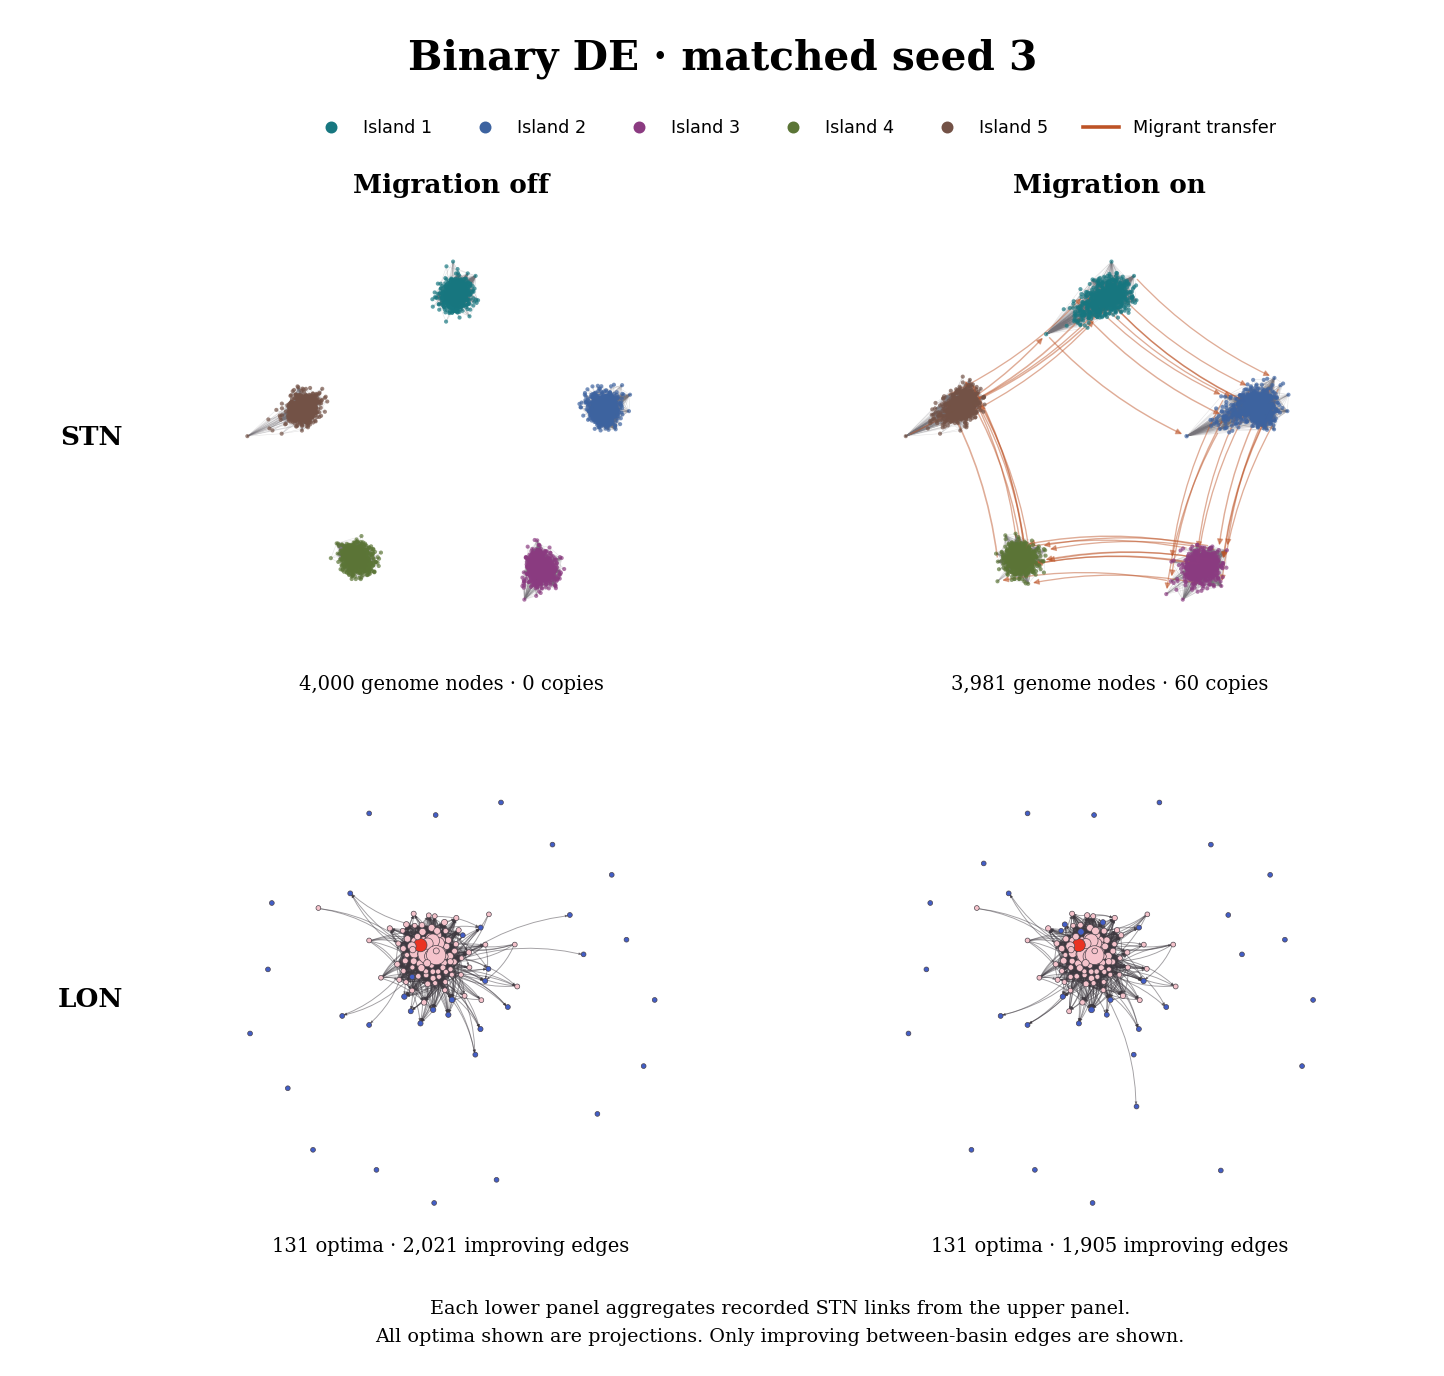 Binary DE · matched seed 3
Island 1 Island 2 Island 3 Island 4 Island 5 Migrant transfer
Migration off Migration on
STN
4,000 genome nodes · 0 copies 3,981 genome nodes · 60 copies
LON
131 optima · 2,021 improving edges 131 optima · 1,905 improving edges
Each lower panel aggregates recorded STN links from the upper panel.
All optima shown are projections. Only improving between-basin edges are shown.